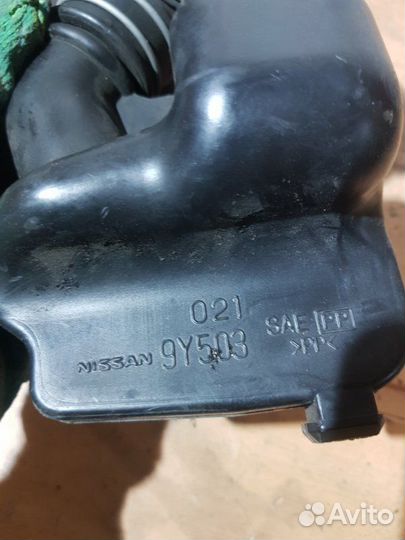 021
SAE PP
NISSAN 9Y503
>PP<
Avito